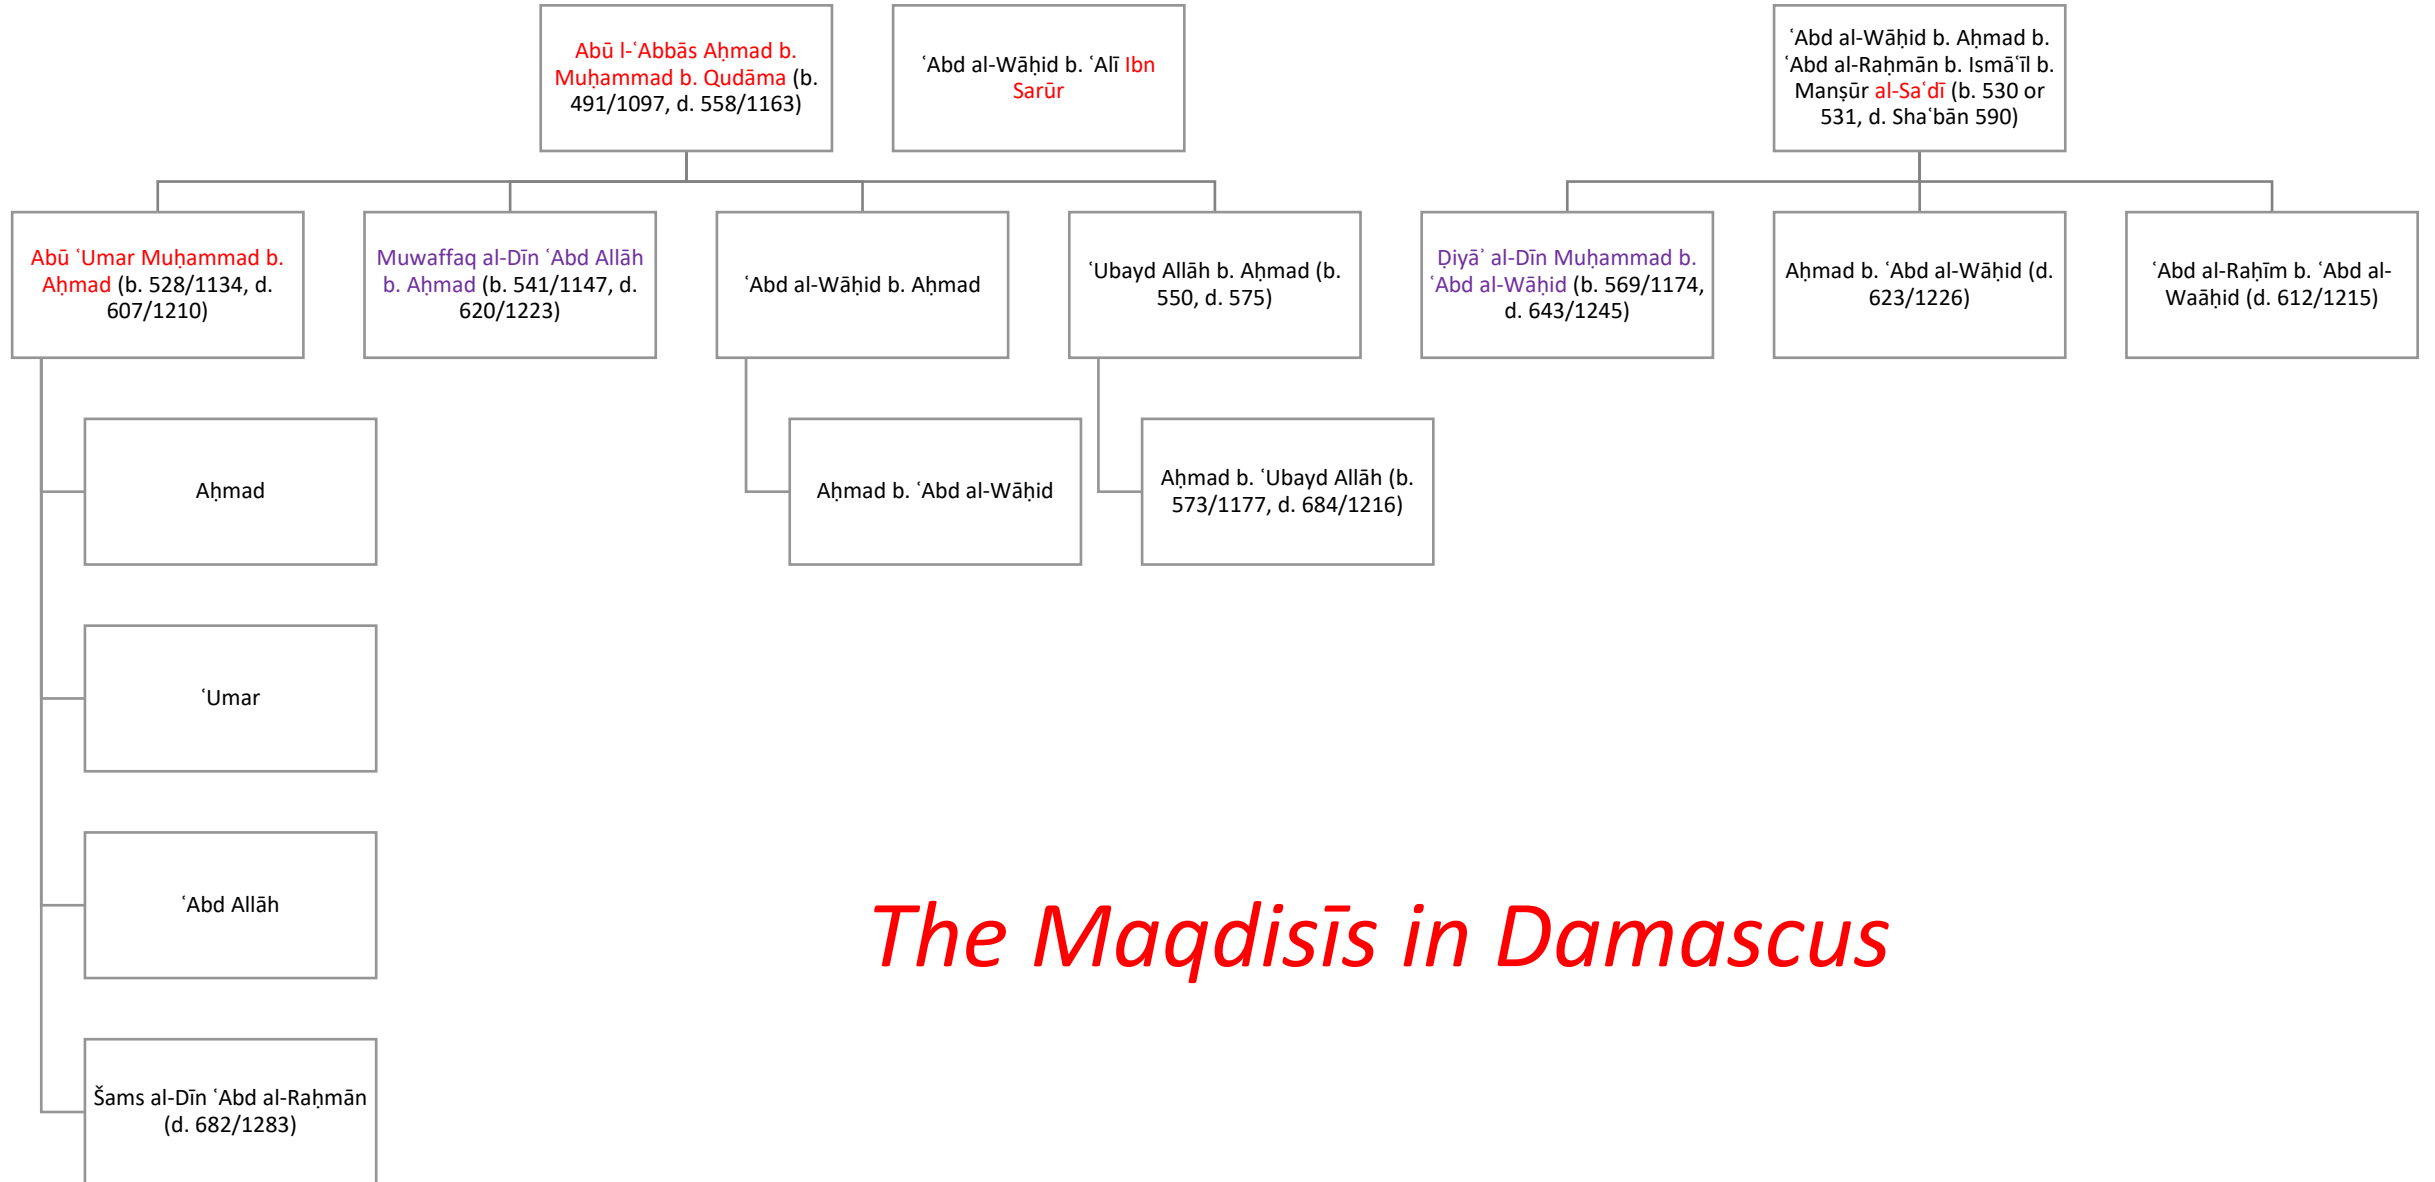 Abū l-ʿAbbās Aḥmad b.
Muḥammad b. Qudāma (b.
491/1097, d. 558/1163)
ʿAbd al-Wāḥid b. ʿAlī Ibn
Sarūr
ʿAbd al-Wāḥid b. Aḥmad b.
ʿAbd al-Raḥmān b. Ismāʿīl b.
Manṣūr al-Saʿdī (b. 530 or
531, d. Shaʿbān 590)
Abū ʿUmar Muḥammad b.
Aḥmad (b. 528/1134, d.
607/1210)
Muwaffaq al-Dīn ʿAbd Allāh
b. Aḥmad (b. 541/1147, d.
620/1223)
ʿAbd al-Wāḥid b. Aḥmad
ʿUbayd Allāh b. Aḥmad (b.
550, d. 575)
Ḍiyāʾ al-Dīn Muḥammad b.
ʿAbd al-Wāḥid (b. 569/1174,
d. 643/1245)
Aḥmad b. ʿAbd al-Wāḥid (d.
623/1226)
ʿAbd al-Raḥīm b. ʿAbd al-
Waāḥid (d. 612/1215)
Aḥmad
Aḥmad b. ʿAbd al-Wāḥid
Aḥmad b. ʿUbayd Allāh (b.
573/1177, d. 684/1216)
ʿUmar
ʿAbd Allāh
Šams al-Dīn ʿAbd al-Raḥmān
(d. 682/1283)
The Maqdisīs in Damascus